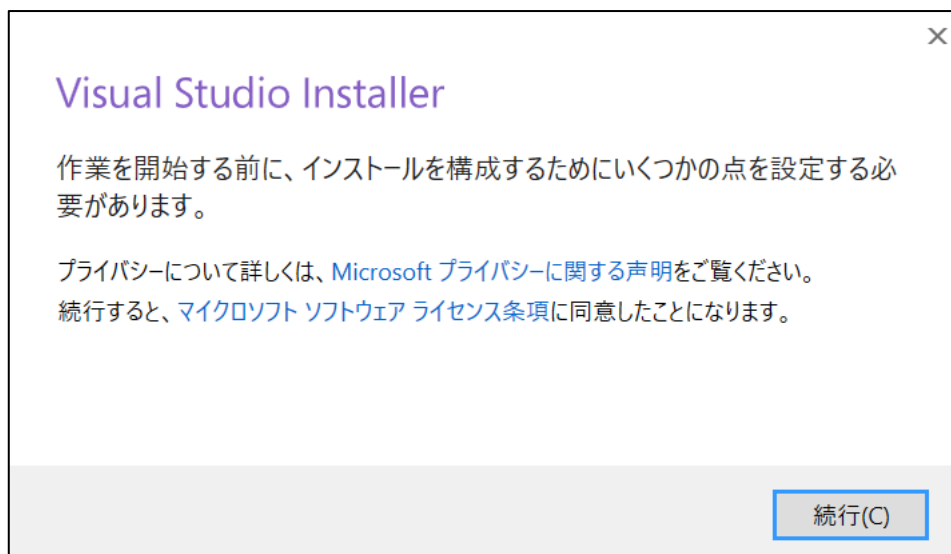 Visual Studio Installer
作業を開始する前に、インストールを構成するためにいくつかの点を設定する必
要があります。
プライバシーについて詳しくは、Microsoft プライバシーに関する声明をご覧ください。
続行すると、マイクロソフト ソフトウェア ライセンス条項に同意したことになります。
続行(C)